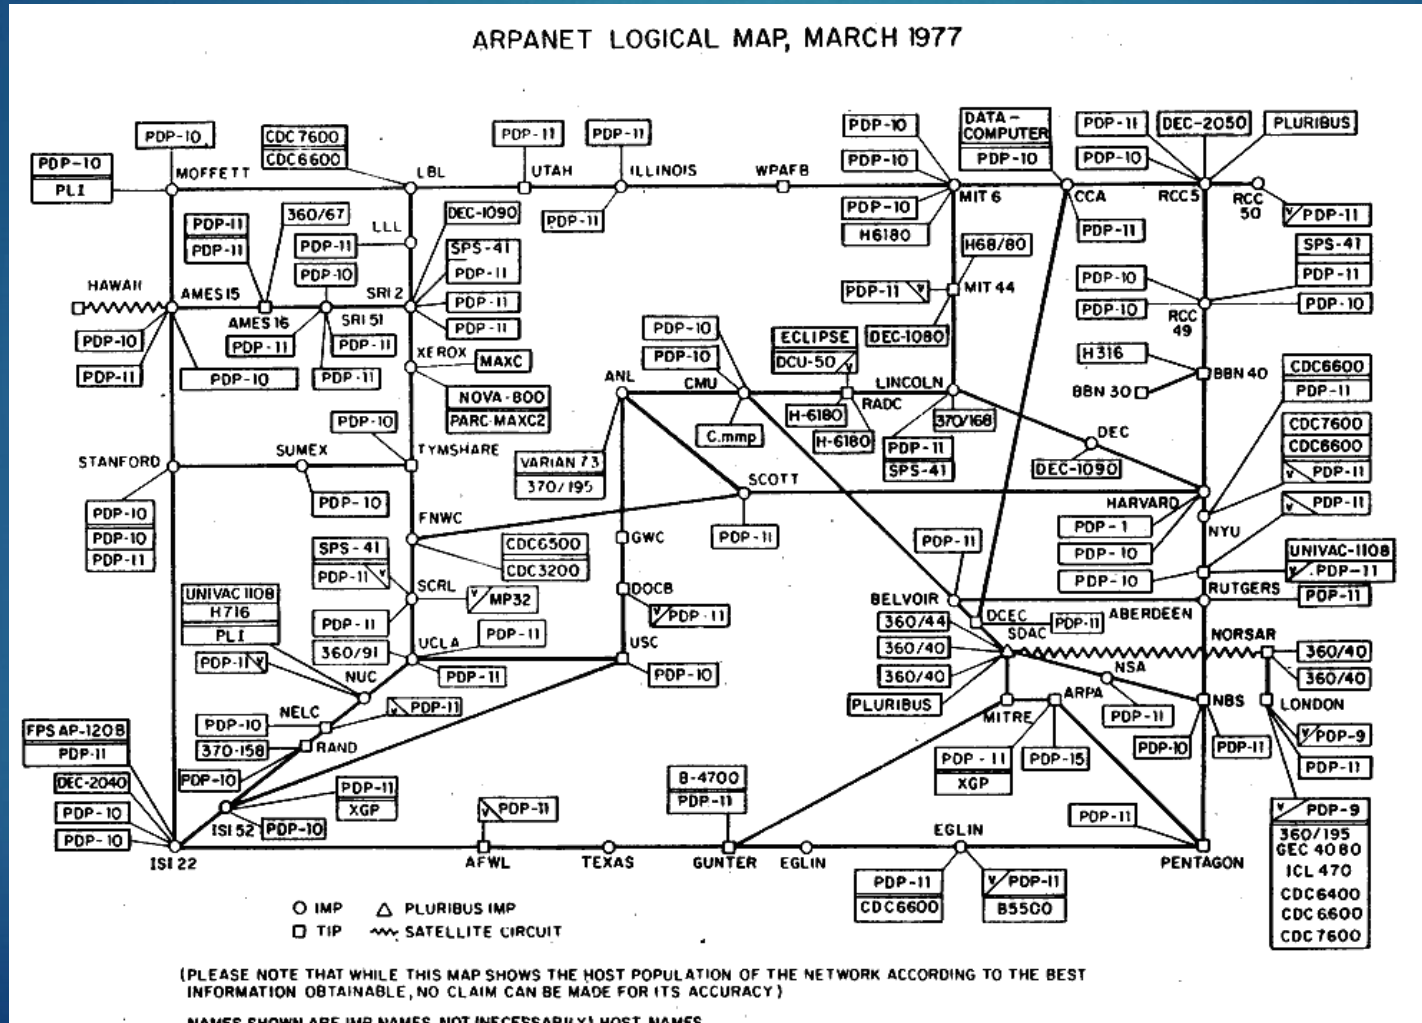 ARPANET LOGICAL MAP, MARCH 1977
PDP-10
CDC7600
CDC6600
PDP-11
PDP-11
PDP-10
DATA-
COMPUTER
PDP-10
PDP-11
DEC-2050
PLURIBUS
PDP-10
PLI
MOFFETT
LBL
UTAH
ILLINOIS
WPAFB
PDP-10
PDP-10
MIT 6
CCA
RCC5
RCC
50
PDP-11
PDP-11
PDP-10
H6180
PDP-11
PDP-11
PDP-11
360/67
LLL
PDP-11
DEC-1090
SPS-41
PDP-11
H68/80
SPS-41
PDP-11
PDP-10
HAWAII
AMES15
AMES16
PDP-10
SRI 51
SRI 2
PDP-11
PDP-11
PDP-11
MIT 44
DEC-1080
PDP-10
PDP-10
RCC
49
PDP-10
PDP-11
PDP-10
PDP-11
PDP-11
PDP-11
XEROX
MAXC
NOVA-800
PARC-MAXC2
ANL
PDP-10
PDP-10
CMU
C.mmp
ECLIPSE
DCU-50
RADC
H-6180
H-6180
LINCOLN
370/168
PDP-11
SPS-41
H316
BBN 40
BBN 30
CDC6600
PDP-11
CDC7600
CDC6600
PDP-11
PDP-11
DEC
DEC-1090
PDP-10
TYMSHARE
STANFORD
SUMEX
PDP-10
VARIAN 73
370/195
SCOTT
PDP-11
HARVARD
PDP-1
PDP-10
NYU
PDP-10
PDP-10
PDP-11
FNWC
CDC6500
CDC3200
GWC
PDP-11
PDP-10
UNIVAC-1108
PDP-11
RUTGERS
PDP-11
SPS-41
PDP-11
SCRL
MP32
PDP-11
DOCB
PDP-11
BELVOIR
ABERDEEN
UNIVAC 1108
H716
PLI
PDP-11
UCLA
PDP-11
360/91
PDP-11
USC
PDP-10
360/44
360/40
360/40
PLURIBUS
DCEC
PDP-11
SDAC
NORSAR
360/40
360/40
NUC
NELC
PDP-10
PDP-11
370-158
RAND
PDP-10
NSA
PDP-11
MITRE
ARPA
PDP-11
XGP
PDP-15
NBS
PDP-10
PDP-11
LONDON
PDP-9
PDP-11
FPS AP-120B
PDP-11
DEC-2040
PDP-10
PDP-10
ISI 22
ISI 52
PDP-11
XGP
PDP-10
PDP-11
AFWL
TEXAS
B-4700
PDP-11
GUNTER
EGLIN
EGLIN
PDP-11
CDC6600
PDP-11
B5500
PDP-11
PENTAGON
PDP-9
360/195
GEC 4080
ICL 470
CDC6400
CDC6600
CDC7600
IMP
PLURIBUS IMP
TIP
SATELLITE CIRCUIT
(PLEASE NOTE THAT WHILE THIS MAP SHOWS THE HOST POPULATION OF THE NETWORK ACCORDING TO THE BEST
INFORMATION OBTAINABLE, NO CLAIM CAN BE MADE FOR ITS ACCURACY)
NAMES SHOWN ARE IMP NAMES, NOT (NECESSARILY) HOST NAMES